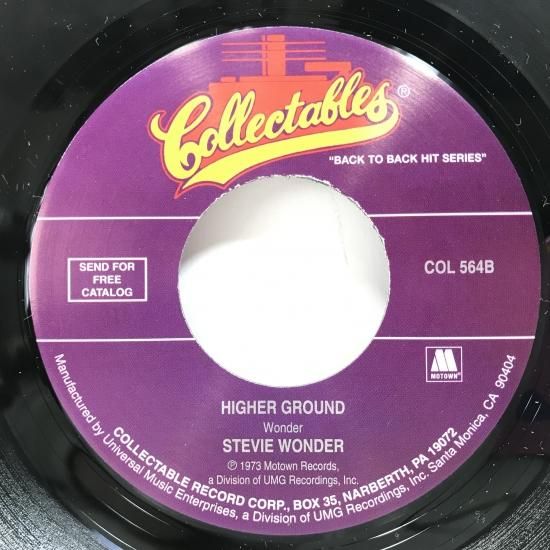 Collectables®
"BACK TO BACK HIT SERIES"
SEND FOR
FREE
CATALOG
COL 564B
M
MOTOWN
HIGHER GROUND
Wonder
STEVIE WONDER
℗ 1973 Motown Records,
a Division of UMG Recordings, Inc.
COLLECTABLE RECORD CORP., BOX 35, NARBERTH, PA 19072
Manufactured by Universal Music Enterprises, a Division of UMG Recordings, Inc. Santa Monica, CA 90404